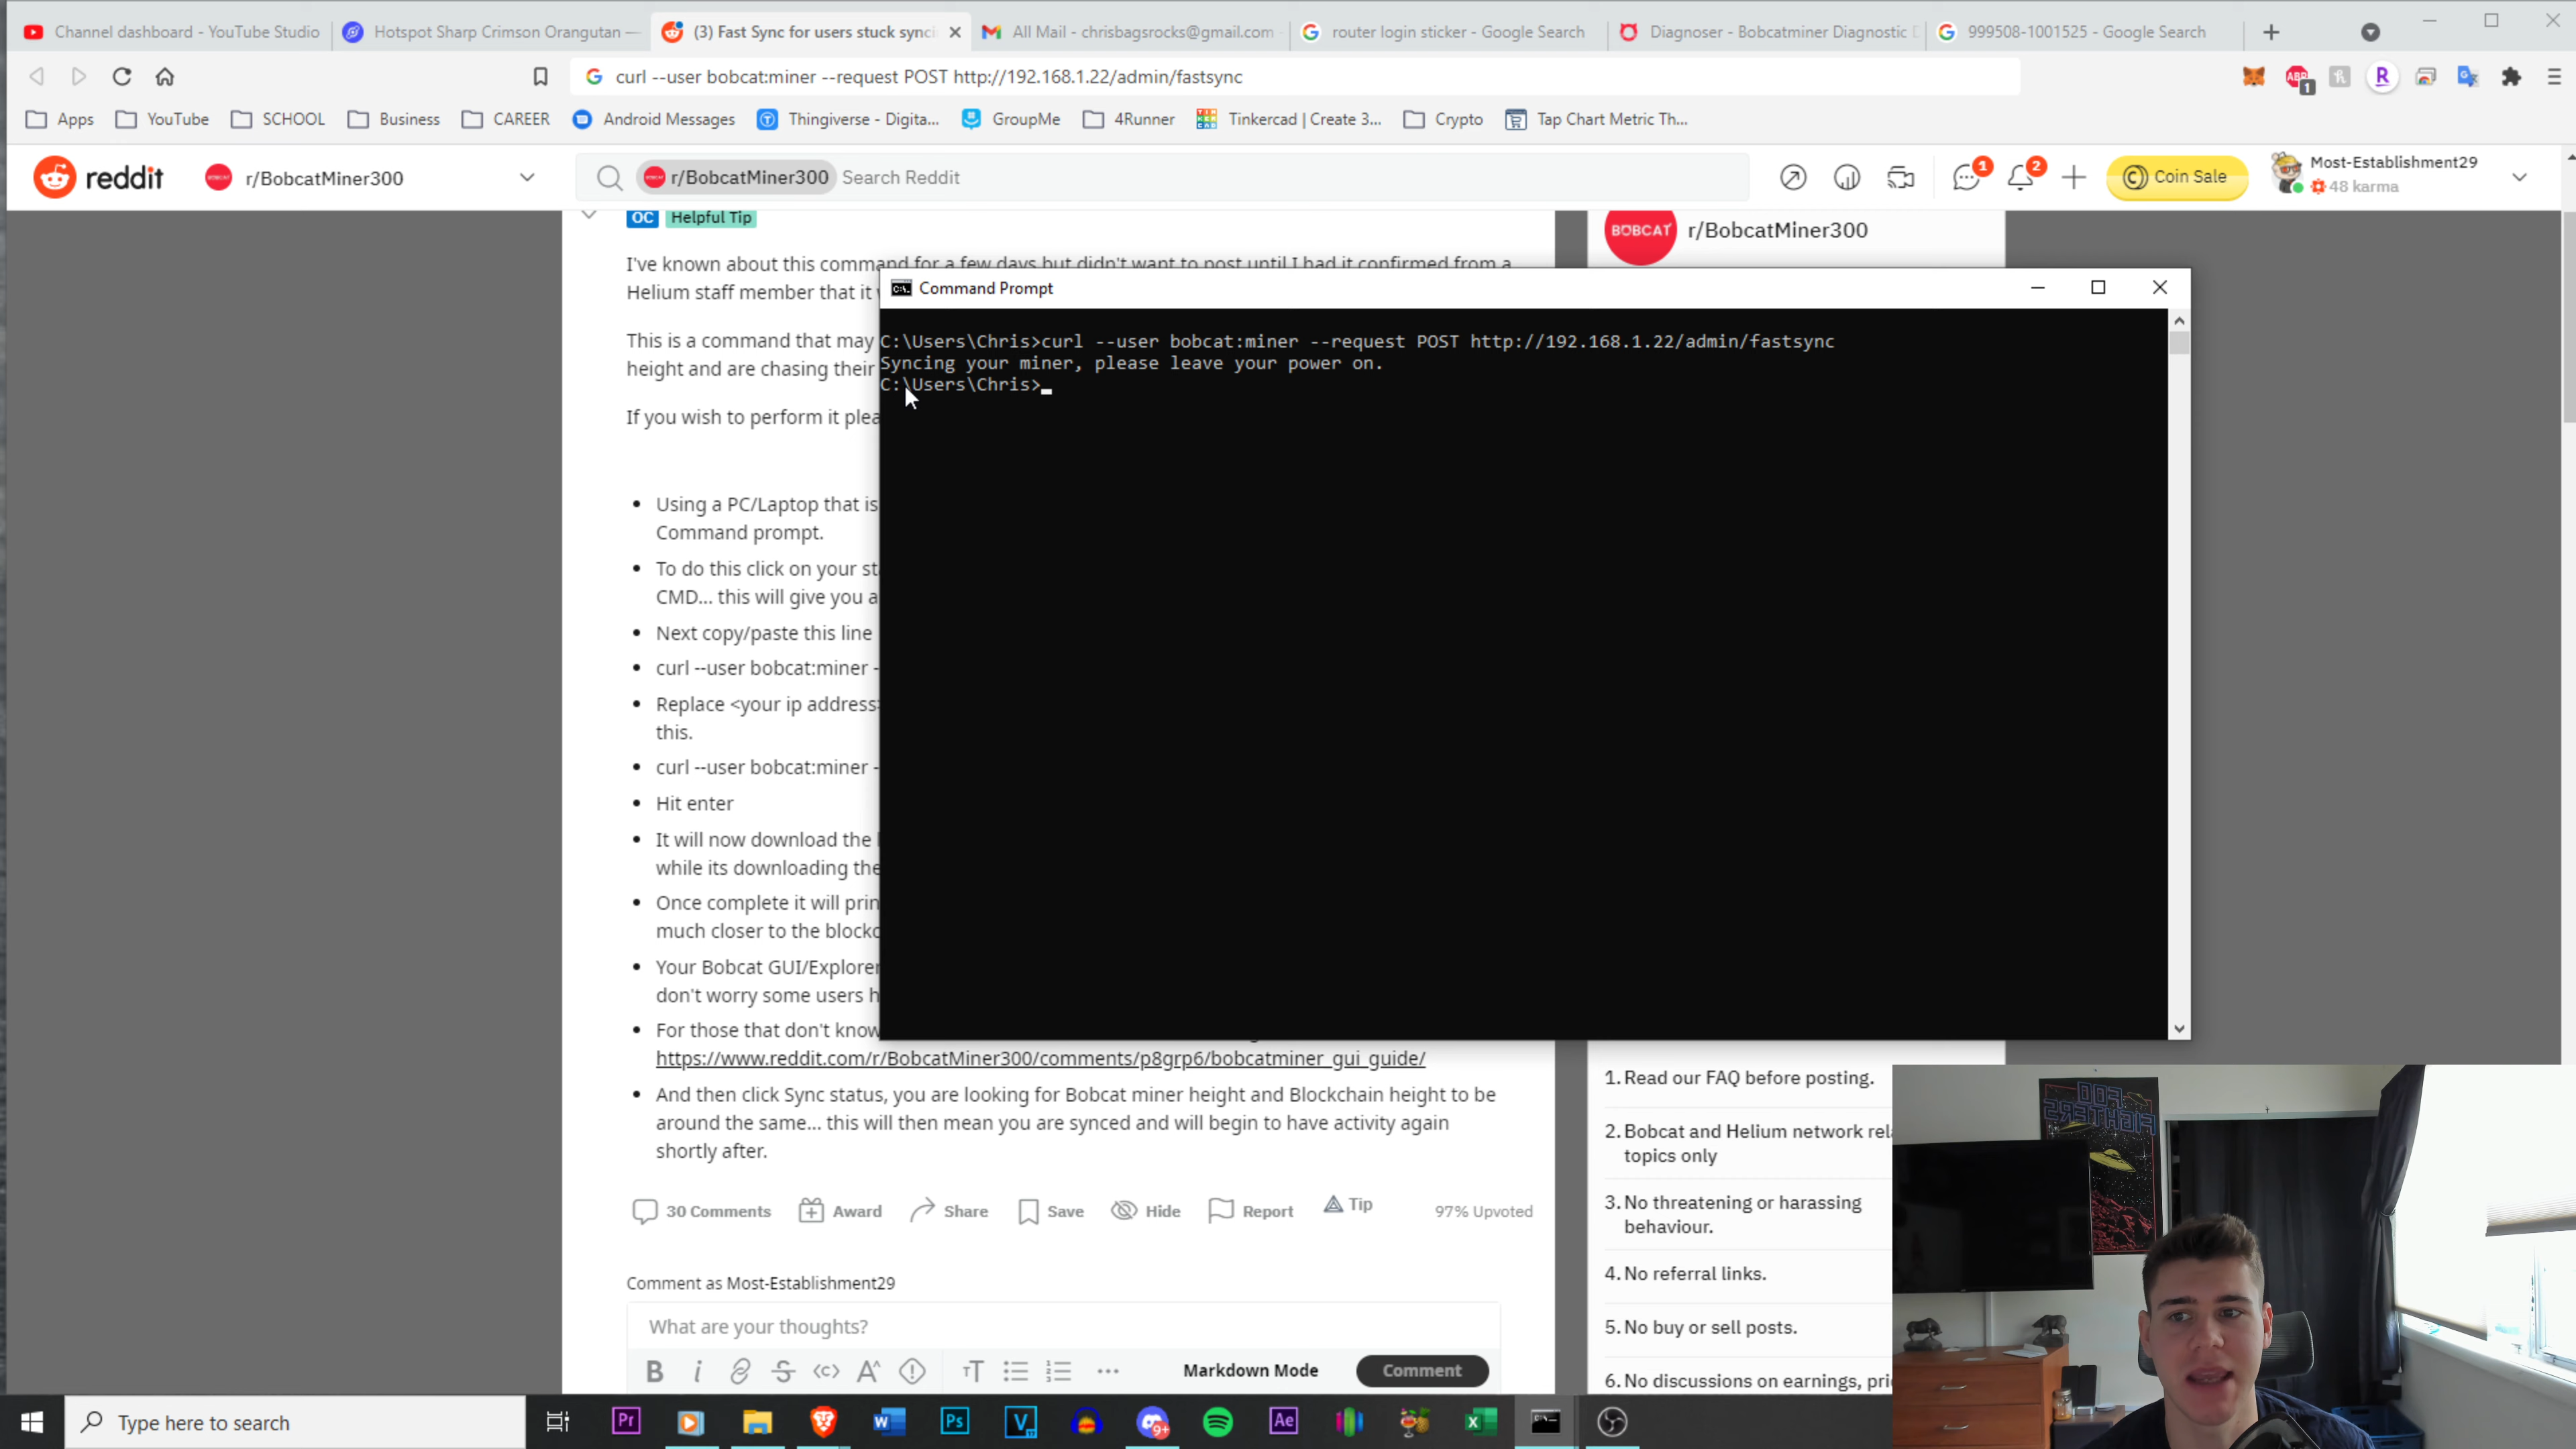 Channel dashboard - YouTube Studio
Hotspot Sharp Crimson Orangutan —
(3) Fast Sync for users stuck synci
All Mail - chrisbagsrocks@gmail.com
router login sticker - Google Search
Diagnoser - Bobcatminer Diagnostic
999508-1001525 - Google Search
curl --user bobcat:miner --request POST http://192.168.1.22/admin/fastsync
ABP
1
R
Apps
YouTube
SCHOOL
Business
CAREER
Android Messages
Thingiverse - Digita...
GroupMe
4Runner
Tinkercad | Create 3...
Crypto
Tap Chart Metric Th...
reddit
r/BobcatMiner300
r/BobcatMiner300
Search Reddit
1
2
Coin Sale
Most-Establishment29
48 karma
OC Helpful Tip
BOBCAT
r/BobcatMiner300
I've known about this command for a few days but didn't want to post until I had it confirmed from a
Helium staff member that it
This is a command that may
height and are chasing their
If you wish to perform it plea
Using a PC/Laptop that is
Command prompt.
To do this click on your sta
CMD... this will give you a
Next copy/paste this line
curl --user bobcat:miner -
Replace <your ip address
this.
curl --user bobcat:miner -
Hit enter
It will now download the
while its downloading the
Once complete it will prin
much closer to the blockc
Your Bobcat GUI/Explorer
don't worry some users h
For those that don't know
https://www.reddit.com/r/BobcatMiner300/comments/p8grp6/bobcatminer_gui_guide/
And then click Sync status, you are looking for Bobcat miner height and Blockchain height to be
around the same... this will then mean you are synced and will begin to have activity again
shortly after.
30 Comments
Award
Share
Save
Hide
Report
Tip
97% Upvoted
Comment as Most-Establishment29
What are your thoughts?
Markdown Mode
Comment
Command Prompt
C:\Users\Chris>curl --user bobcat:miner --request POST http://192.168.1.22/admin/fastsync
Syncing your miner, please leave your power on.
C:\Users\Chris>
1. Read our FAQ before posting.
2. Bobcat and Helium network rel
topics only
3. No threatening or harassing
behaviour.
4. No referral links.
5. No buy or sell posts.
6. No discussions on earnings, pri
FOO
FIGHTERS
Type here to search
Pr
Ps
V
9+
Ae